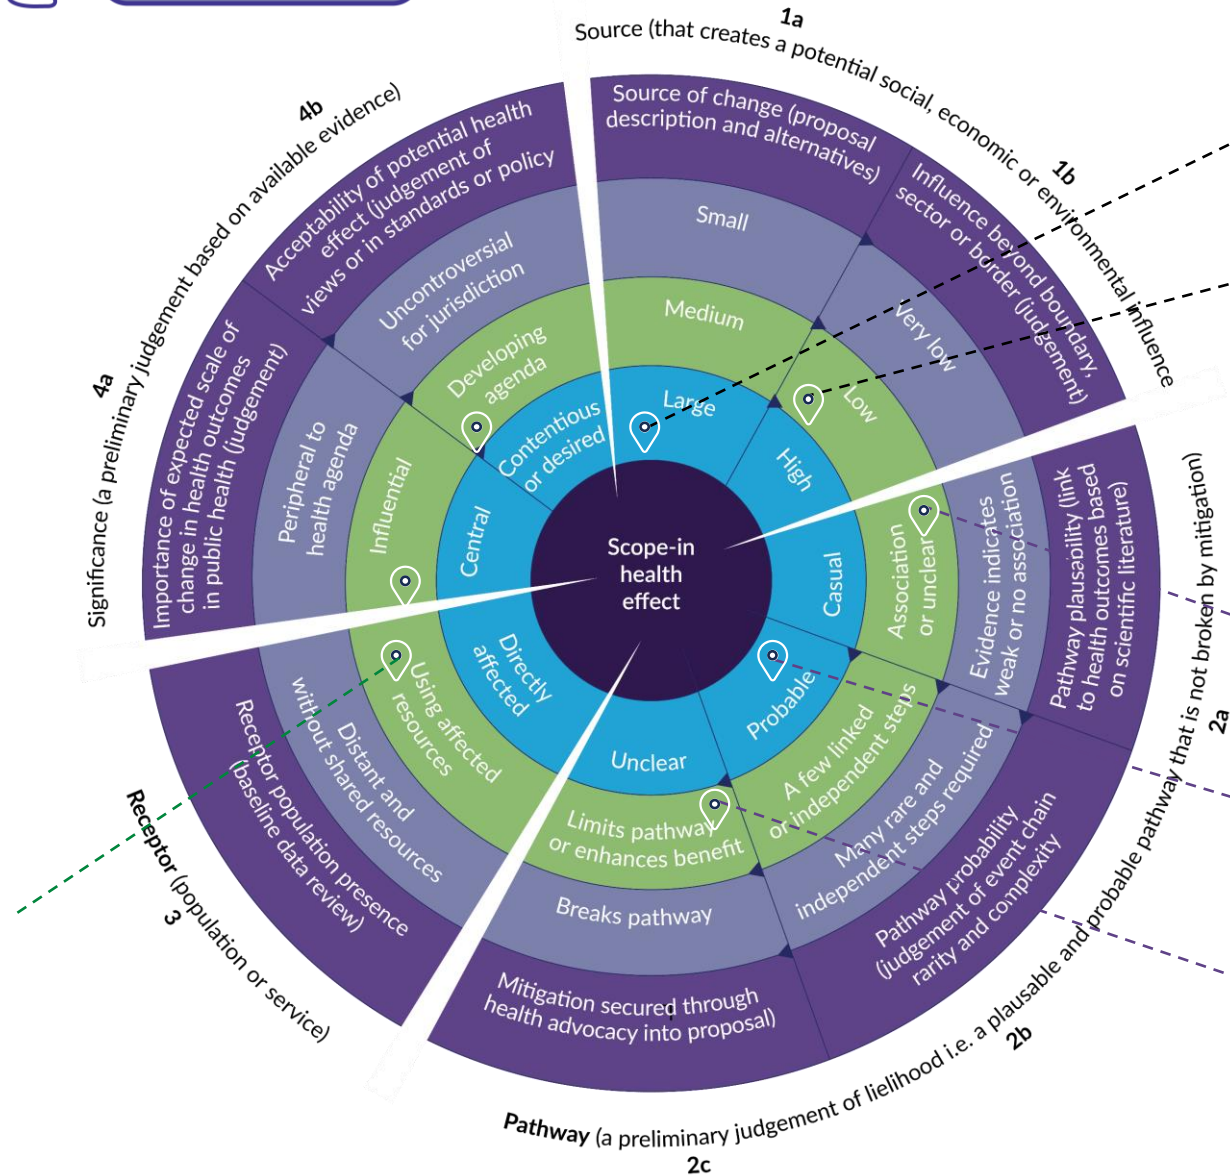 1a
Source (that creates a potential social, economic or environmental influence
1b
Source of change (proposal
description and alternatives)
Small
Medium
Large
Influence beyond boundary,
sector or border (judgement)
Very low
Low
High
2a
Pathway plausability (link
to health outcomes based
on scientific literature)
Evidence indicates
weak or no association
Association
or unclear
Casual
2b
Pathway probability
(judgement of event chain
rarity and complexity
Many rare and
independent steps required
A few linked
or independent steps
Probable
Pathway (a preliminary judgement of lielihood i.e. a plausable and probable pathway that is not broken by mitigation)
2c
Mitigation secured through
health advocacy into proposal)
Breaks pathway
Limits pathway
or enhances benefit
Unclear
Receptor (population or service)
3
Receptor population presence
(baseline data review)
Distant and
without shared resources
Using affected
resources
Directly
affected
Significance (a preliminary judgement based on available evidence)
4a
Importance of expected scale of
change in health outcomes
in public health (judgement)
Peripheral to
health agenda
Influential
Central
4b
Acceptability of potential health
effect (judgement of
views or in standards or policy
Uncontroversial
for jurisdiction
Developing
agenda
Contentious
or desired
Scope-in
health
effect